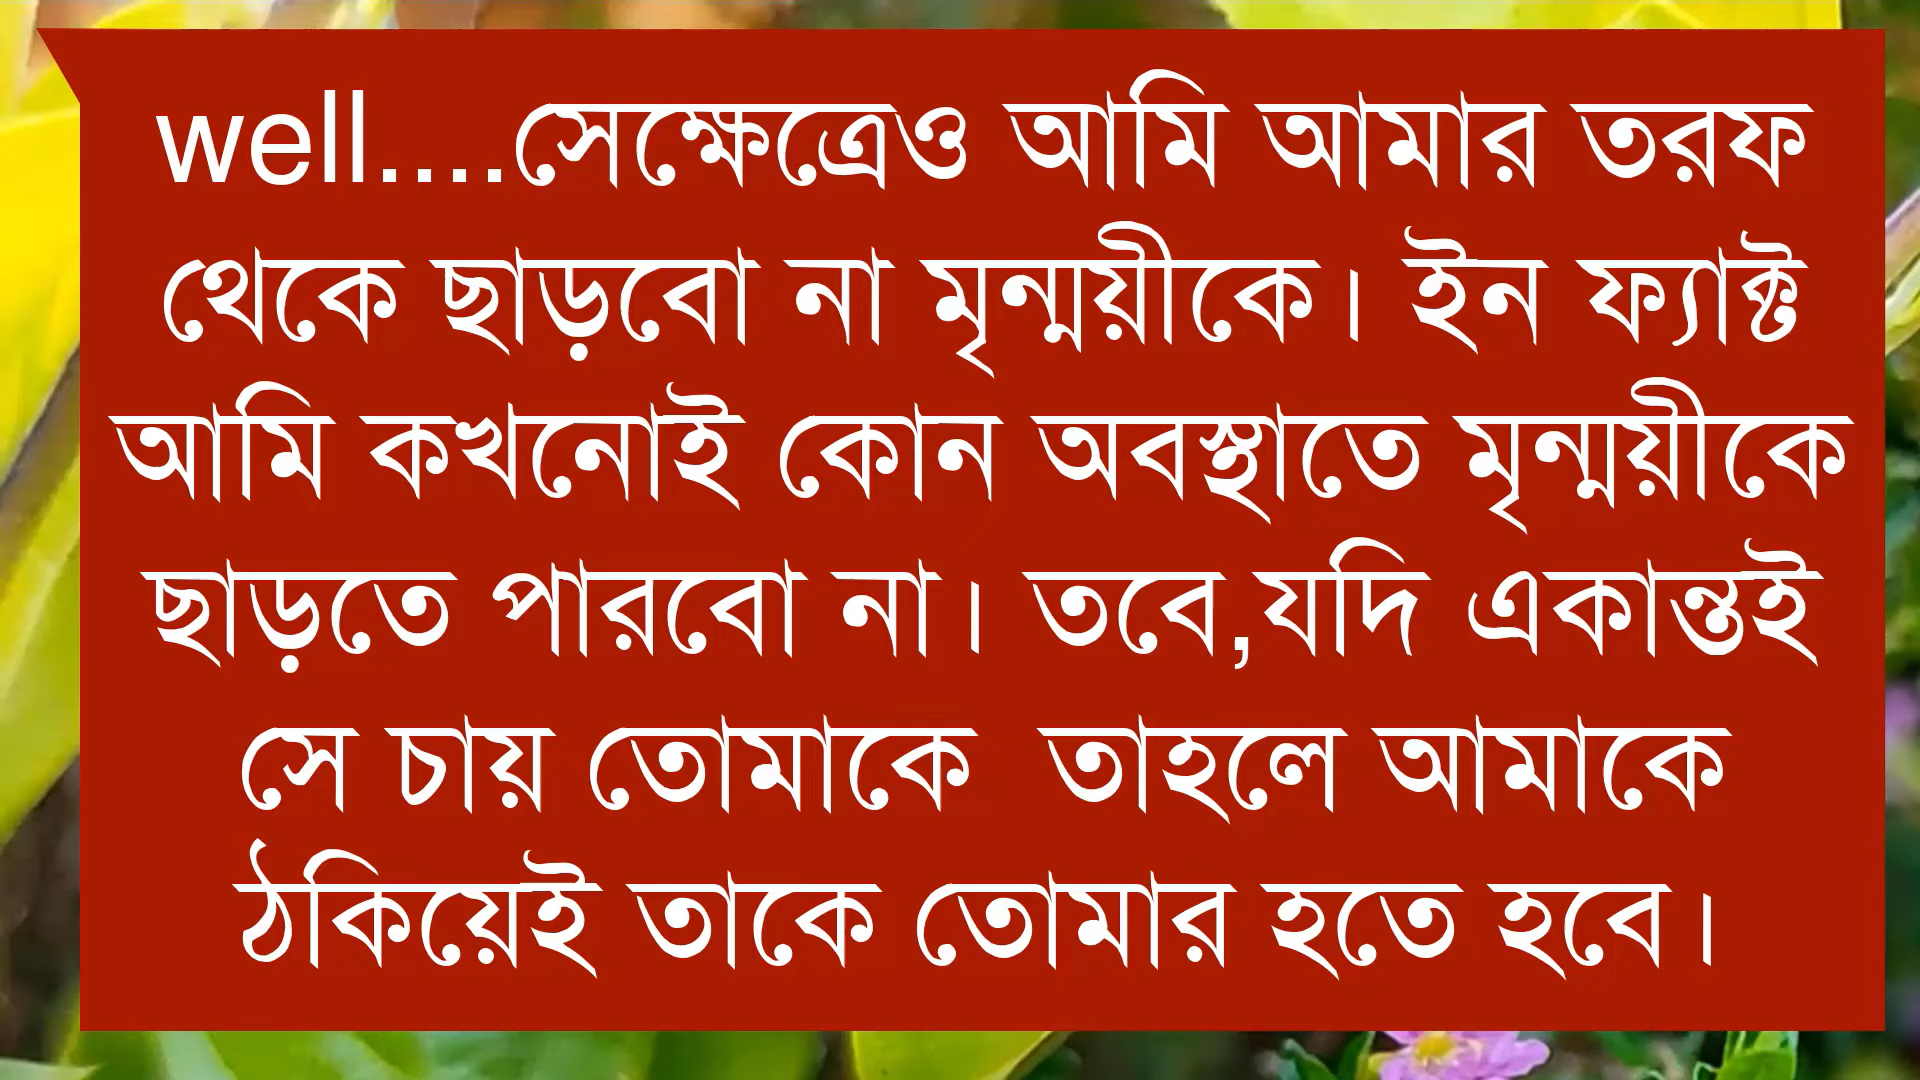 well....সেক্ষেত্রেও আমি আমার তরফ
থেকে ছাড়বো না মৃন্ময়ীকে। ইন ফ্যাক্ট
আমি কখনোই কোন অবস্থাতে মৃন্ময়ীকে
ছাড়তে পারবো না। তবে,যদি একান্তই
সে চায় তোমাকে  তাহলে আমাকে
ঠকিয়েই তাকে তোমার হতে হবে।